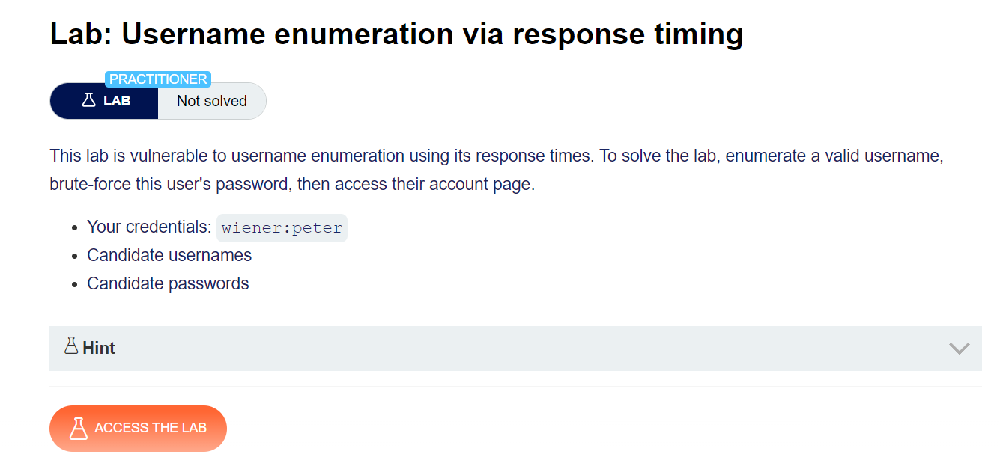 Lab: Username enumeration via response timing
PRACTITIONER
LAB Not solved
This lab is vulnerable to username enumeration using its response times. To solve the lab, enumerate a valid username,
brute-force this user's password, then access their account page.
• Your credentials: wiener:peter
• Candidate usernames
• Candidate passwords
Hint
ACCESS THE LAB